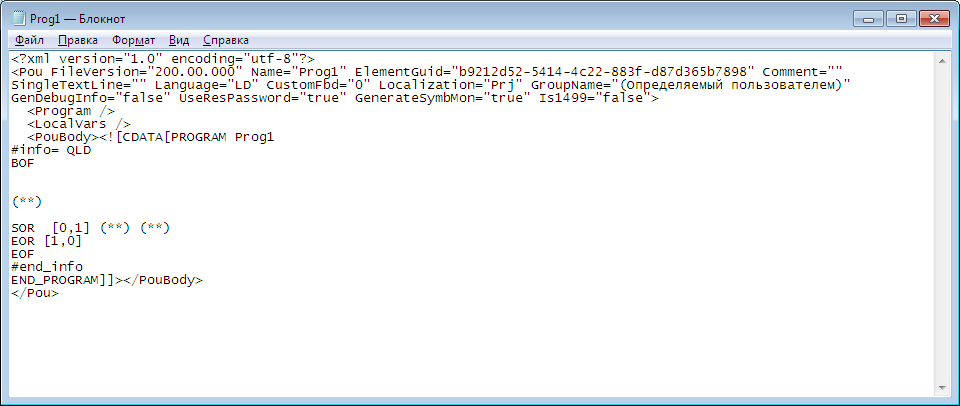 Prog1 — Блокнот
Файл Правка Формат Вид Справка
<?xml version="1.0" encoding="utf-8"?>
<Pou FileVersion="200.00.000" Name="Prog1" ElementGuid="b9212d52-5414-4c22-883f-d87d365b7898" Comment=""
SingleTextLine="" Language="LD" CustomFbd="0" Localization="Prj" GroupName="(Определяемый пользователем)"
GenDebugInfo="false" UseResPassword="true" GenerateSymbMon="true" Is1499="false">
  <Program />
  <LocalVars />
  <PouBody><![CDATA[PROGRAM Prog1
#info= QLD
BOF
(**)
SOR  [0,1] (**) (**)
EOR [1,0]
EOF
#end_info
END_PROGRAM]]></PouBody>
</Pou>